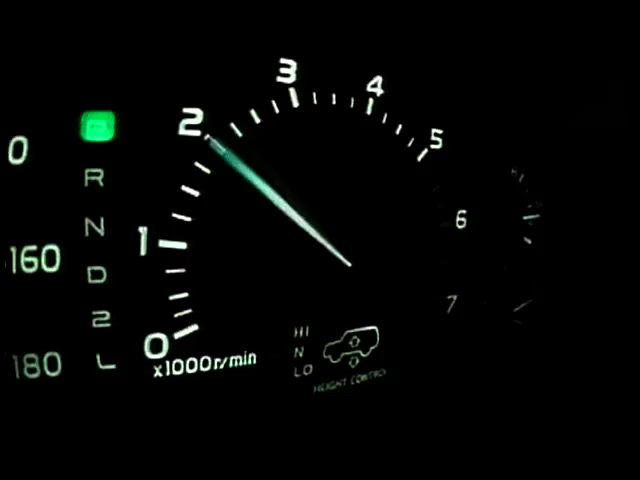 3
4
2
5
0
R
N
6
1
160
D
7
2
HI
N
0
LO
180
L
x1000r/min
HEIGHT CONTROL